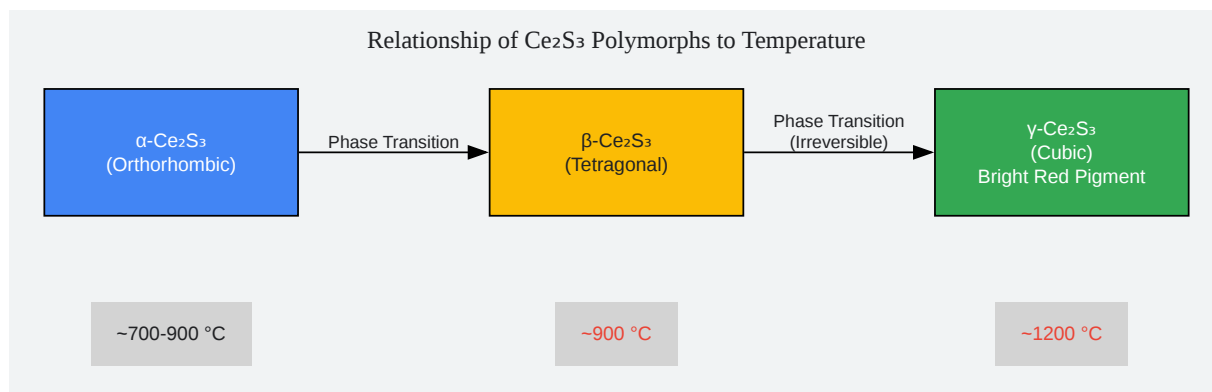 Relationship of Ce₂S₃ Polymorphs to Temperature
α-Ce₂S₃
(Orthorhombic)
Phase Transition
β-Ce₂S₃
(Tetragonal)
Phase Transition
(Irreversible)
γ-Ce₂S₃
(Cubic)
Bright Red Pigment
~700-900 °C
~900 °C
~1200 °C